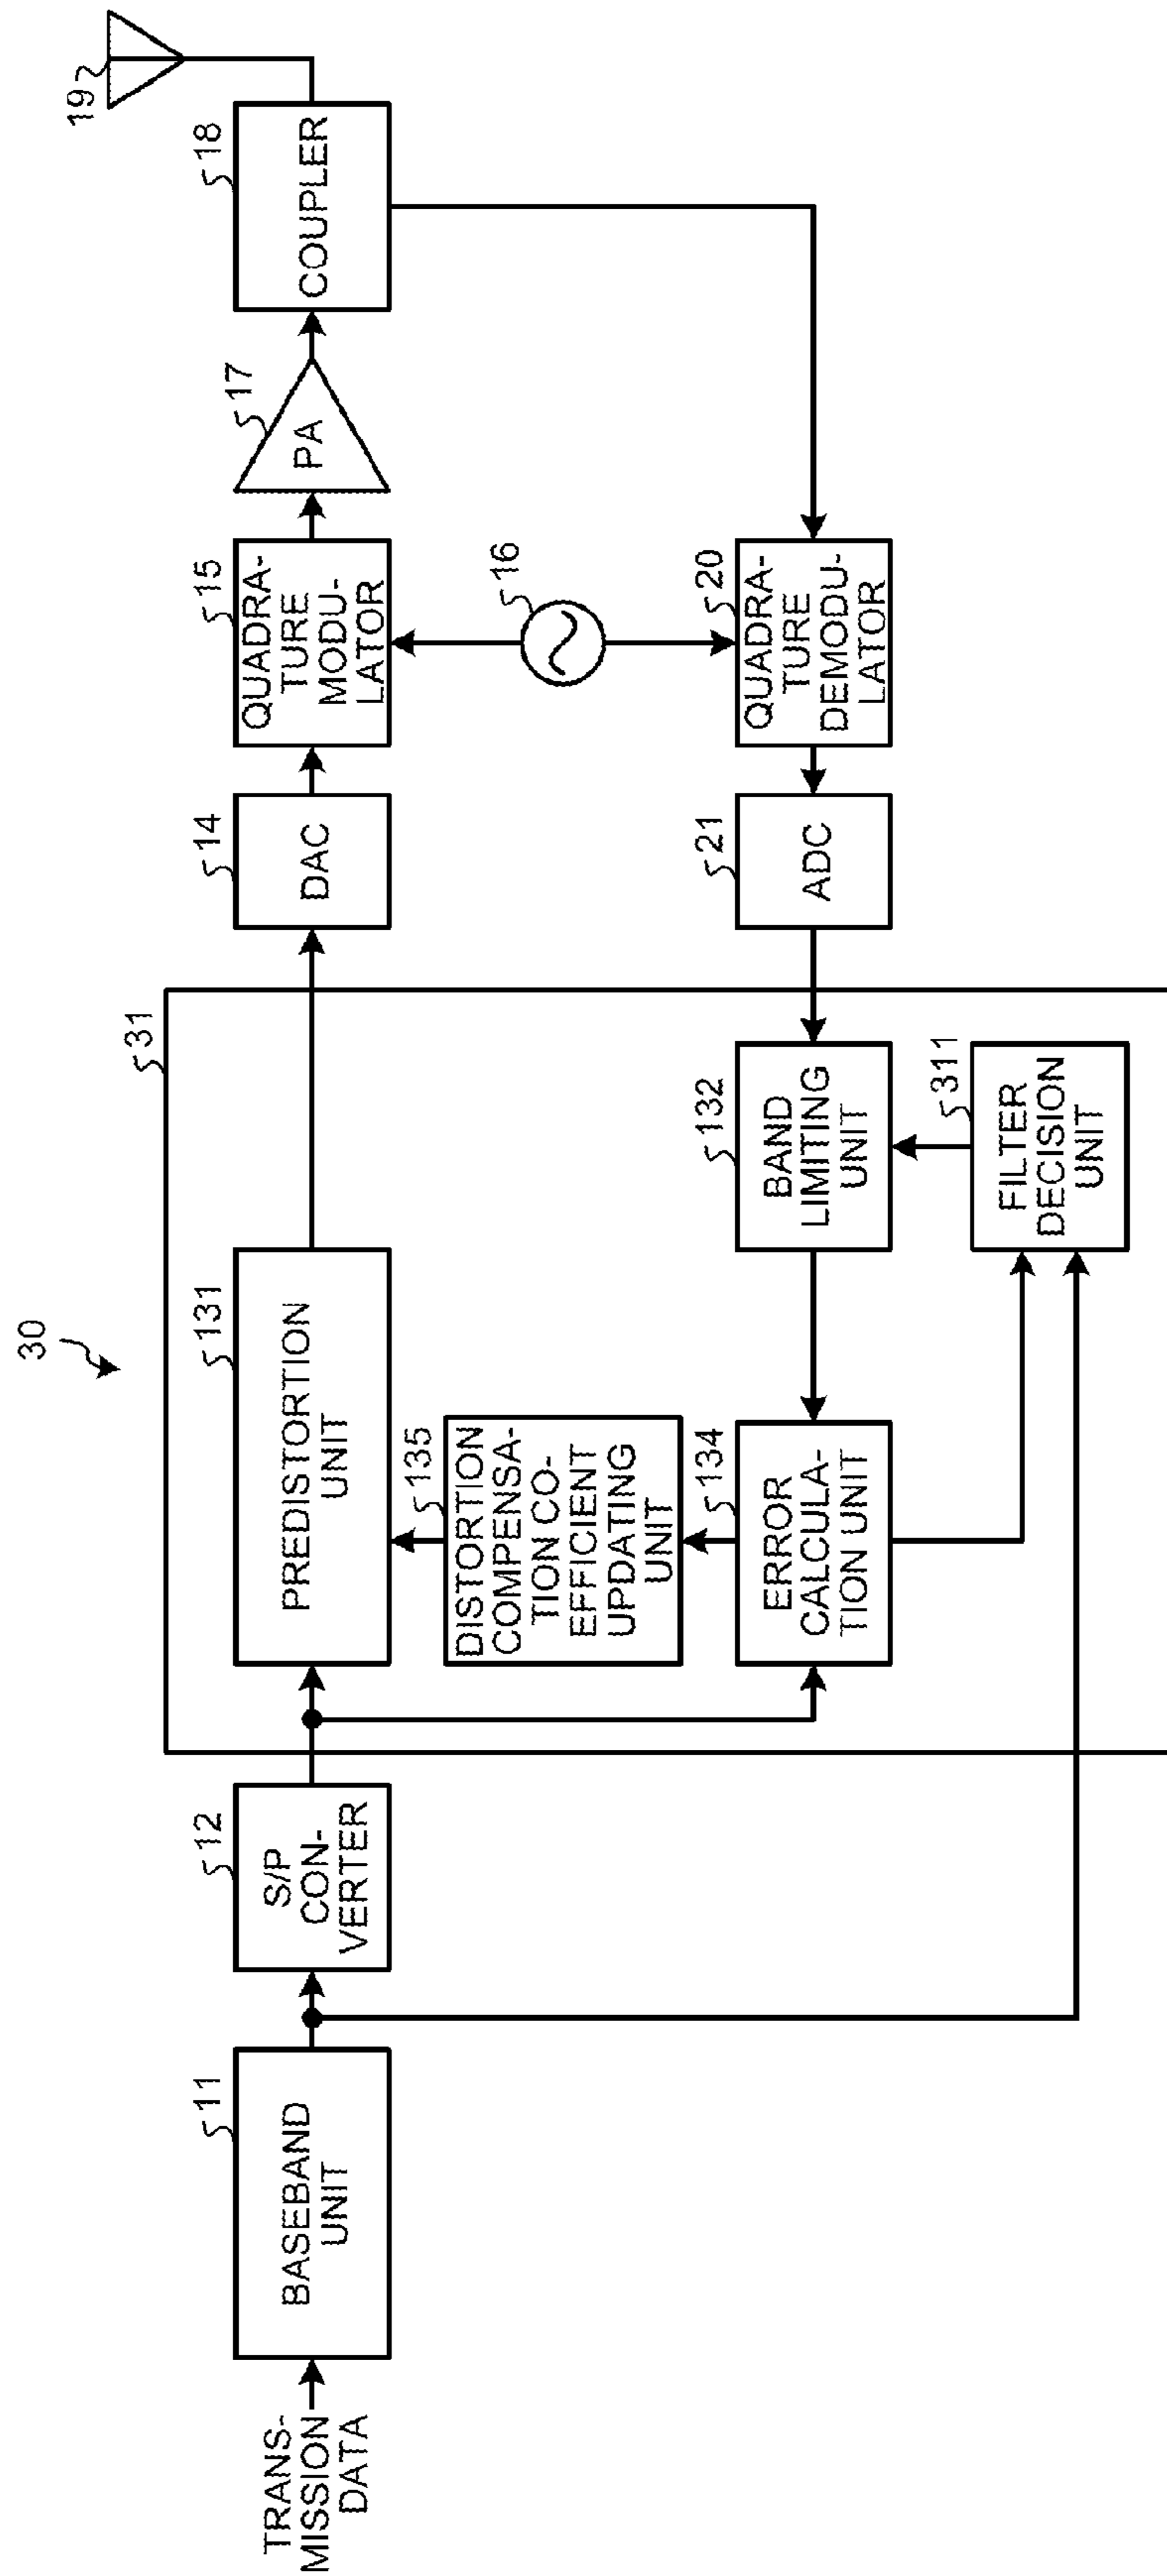 30
TRANS-
MISSION
DATA
11
BASEBAND
UNIT
12
S/P
CON-
VERTER
31
131
PREDISTORTION
UNIT
14
DAC
15
QUADRA-
TURE
MODU-
LATOR
17
PA
18
COUPLER
19
16
135
DISTORTION
COMPENSA-
TION CO-
EFFICIENT
UPDATING
UNIT
134
ERROR
CALCULA-
TION UNIT
132
BAND
LIMITING
UNIT
21
ADC
20
QUADRA-
TURE
DEMODU-
LATOR
311
FILTER
DECISION
UNIT